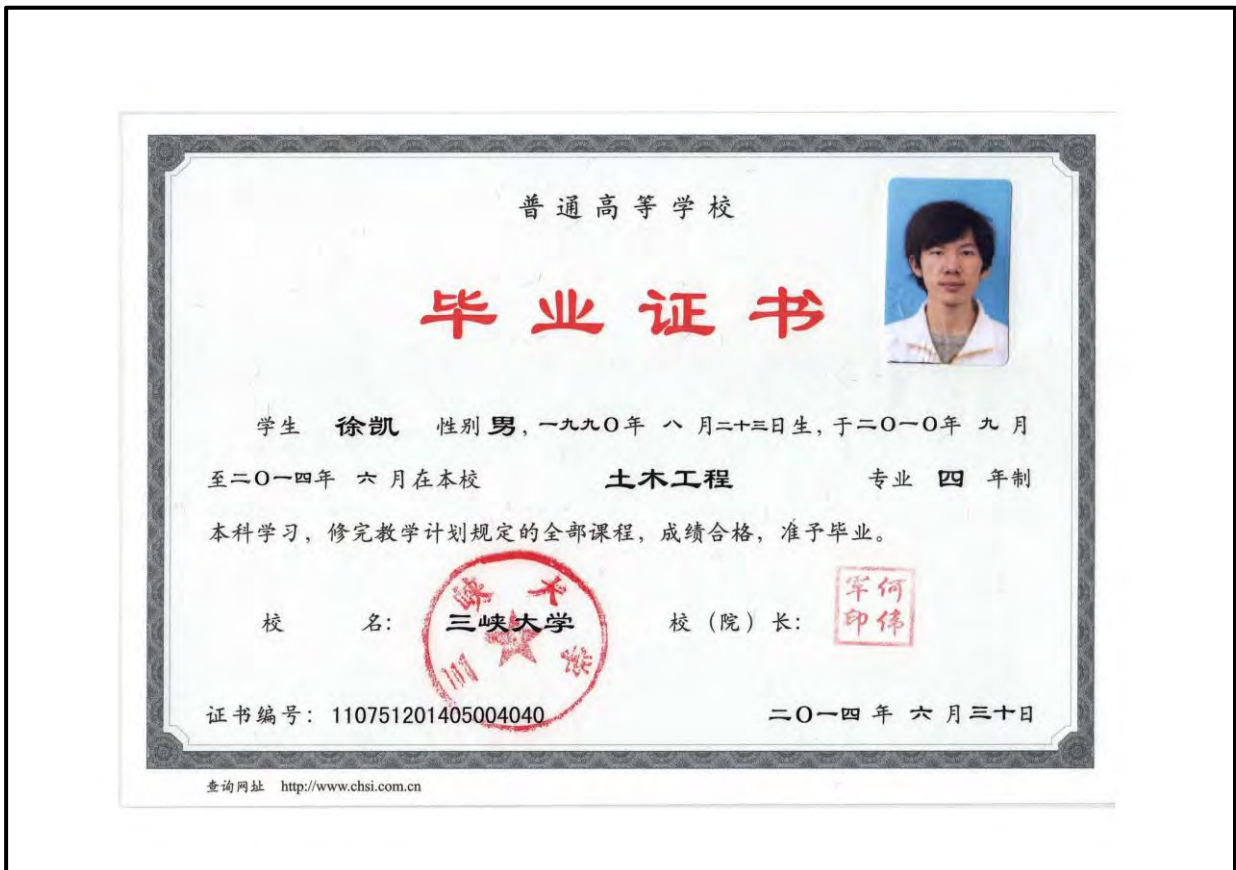 普通高等学校
毕业证书
学生 徐凯 性别 男, 一九九〇年 八 月二十三日生, 于二〇一〇年 九 月
至二〇一四年 六 月在本校 土木工程 专业 四 年制
本科学习, 修完教学计划规定的全部课程, 成绩合格, 准予毕业。
校 名: 三峡大学 校 (院) 长: 何伟军印
三峡大学
证书编号: 110751201405004040 二〇一四 年 六 月三十日
查询网址 http://www.chsi.com.cn